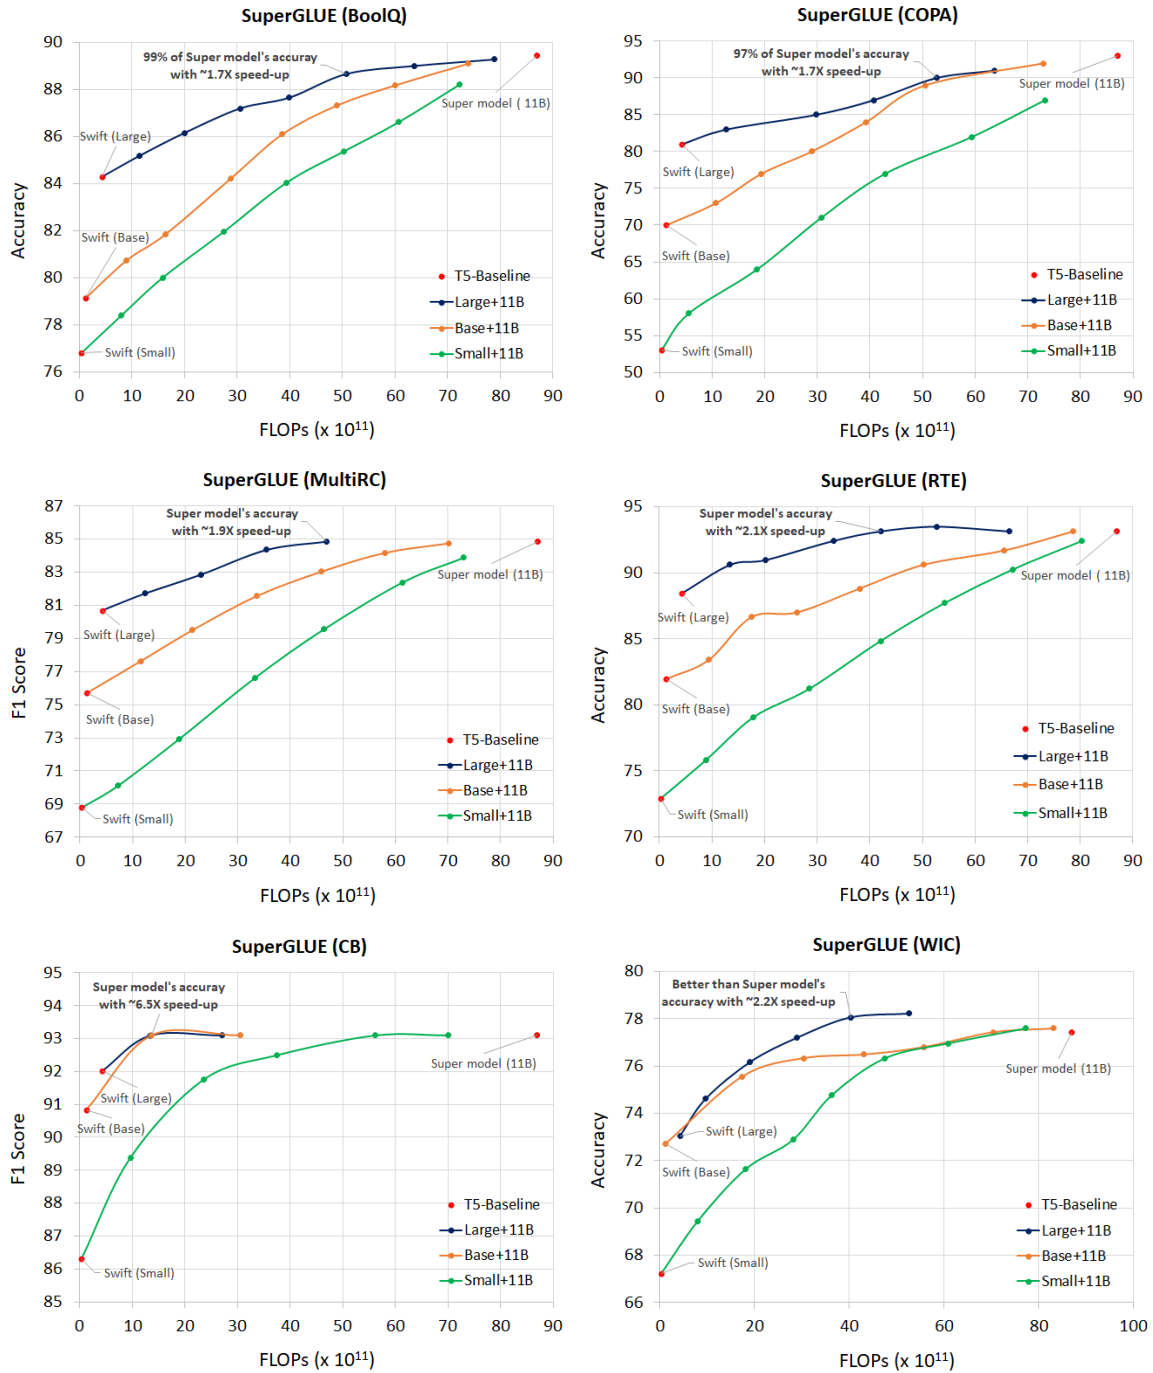 SuperGLUE (BoolQ)
90
88
86
84
82
80
78
76
Accuracy
99% of Super model's accuray
with ~1.7X speed-up
Super model ( 11B)
Swift (Large)
Swift (Base)
Swift (Small)
T5-Baseline
Large+11B
Base+11B
Small+11B
0 10 20 30 40 50 60 70 80 90
FLOPs (x 10¹¹)
SuperGLUE (COPA)
95
90
85
80
75
70
65
60
55
50
Accuracy
97% of Super model's accuray
with ~1.7X speed-up
Super model (11B)
Swift (Large)
Swift (Base)
Swift (Small)
T5-Baseline
Large+11B
Base+11B
Small+11B
0 10 20 30 40 50 60 70 80 90
FLOPs (x 10¹¹)
SuperGLUE (MultiRC)
87
85
83
81
79
77
75
73
71
69
67
F1 Score
Super model's accuray
with ~1.9X speed-up
Super model (11B)
Swift (Large)
Swift (Base)
Swift (Small)
T5-Baseline
Large+11B
Base+11B
Small+11B
0 10 20 30 40 50 60 70 80 90
FLOPs (x 10¹¹)
SuperGLUE (RTE)
95
90
85
80
75
70
Accuracy
Super model's accuray
with ~2.1X speed-up
Super model ( 11B)
Swift (Large)
Swift (Base)
Swift (Small)
T5-Baseline
Large+11B
Base+11B
Small+11B
0 10 20 30 40 50 60 70 80 90
FLOPs (x 10¹¹)
SuperGLUE (CB)
95
94
93
92
91
90
89
88
87
86
85
F1 Score
Super model's accuray
with ~6.5X speed-up
Super model (11B)
Swift (Large)
Swift (Base)
Swift (Small)
T5-Baseline
Large+11B
Base+11B
Small+11B
0 10 20 30 40 50 60 70 80 90
FLOPs (x 10¹¹)
SuperGLUE (WIC)
80
78
76
74
72
70
68
66
Accuracy
Better than Super model's
accuracy with ~2.2X speed-up
Super model (11B)
Swift (Large)
Swift (Base)
Swift (Small)
T5-Baseline
Large+11B
Base+11B
Small+11B
0 20 40 60 80 100
FLOPs (x 10¹¹)